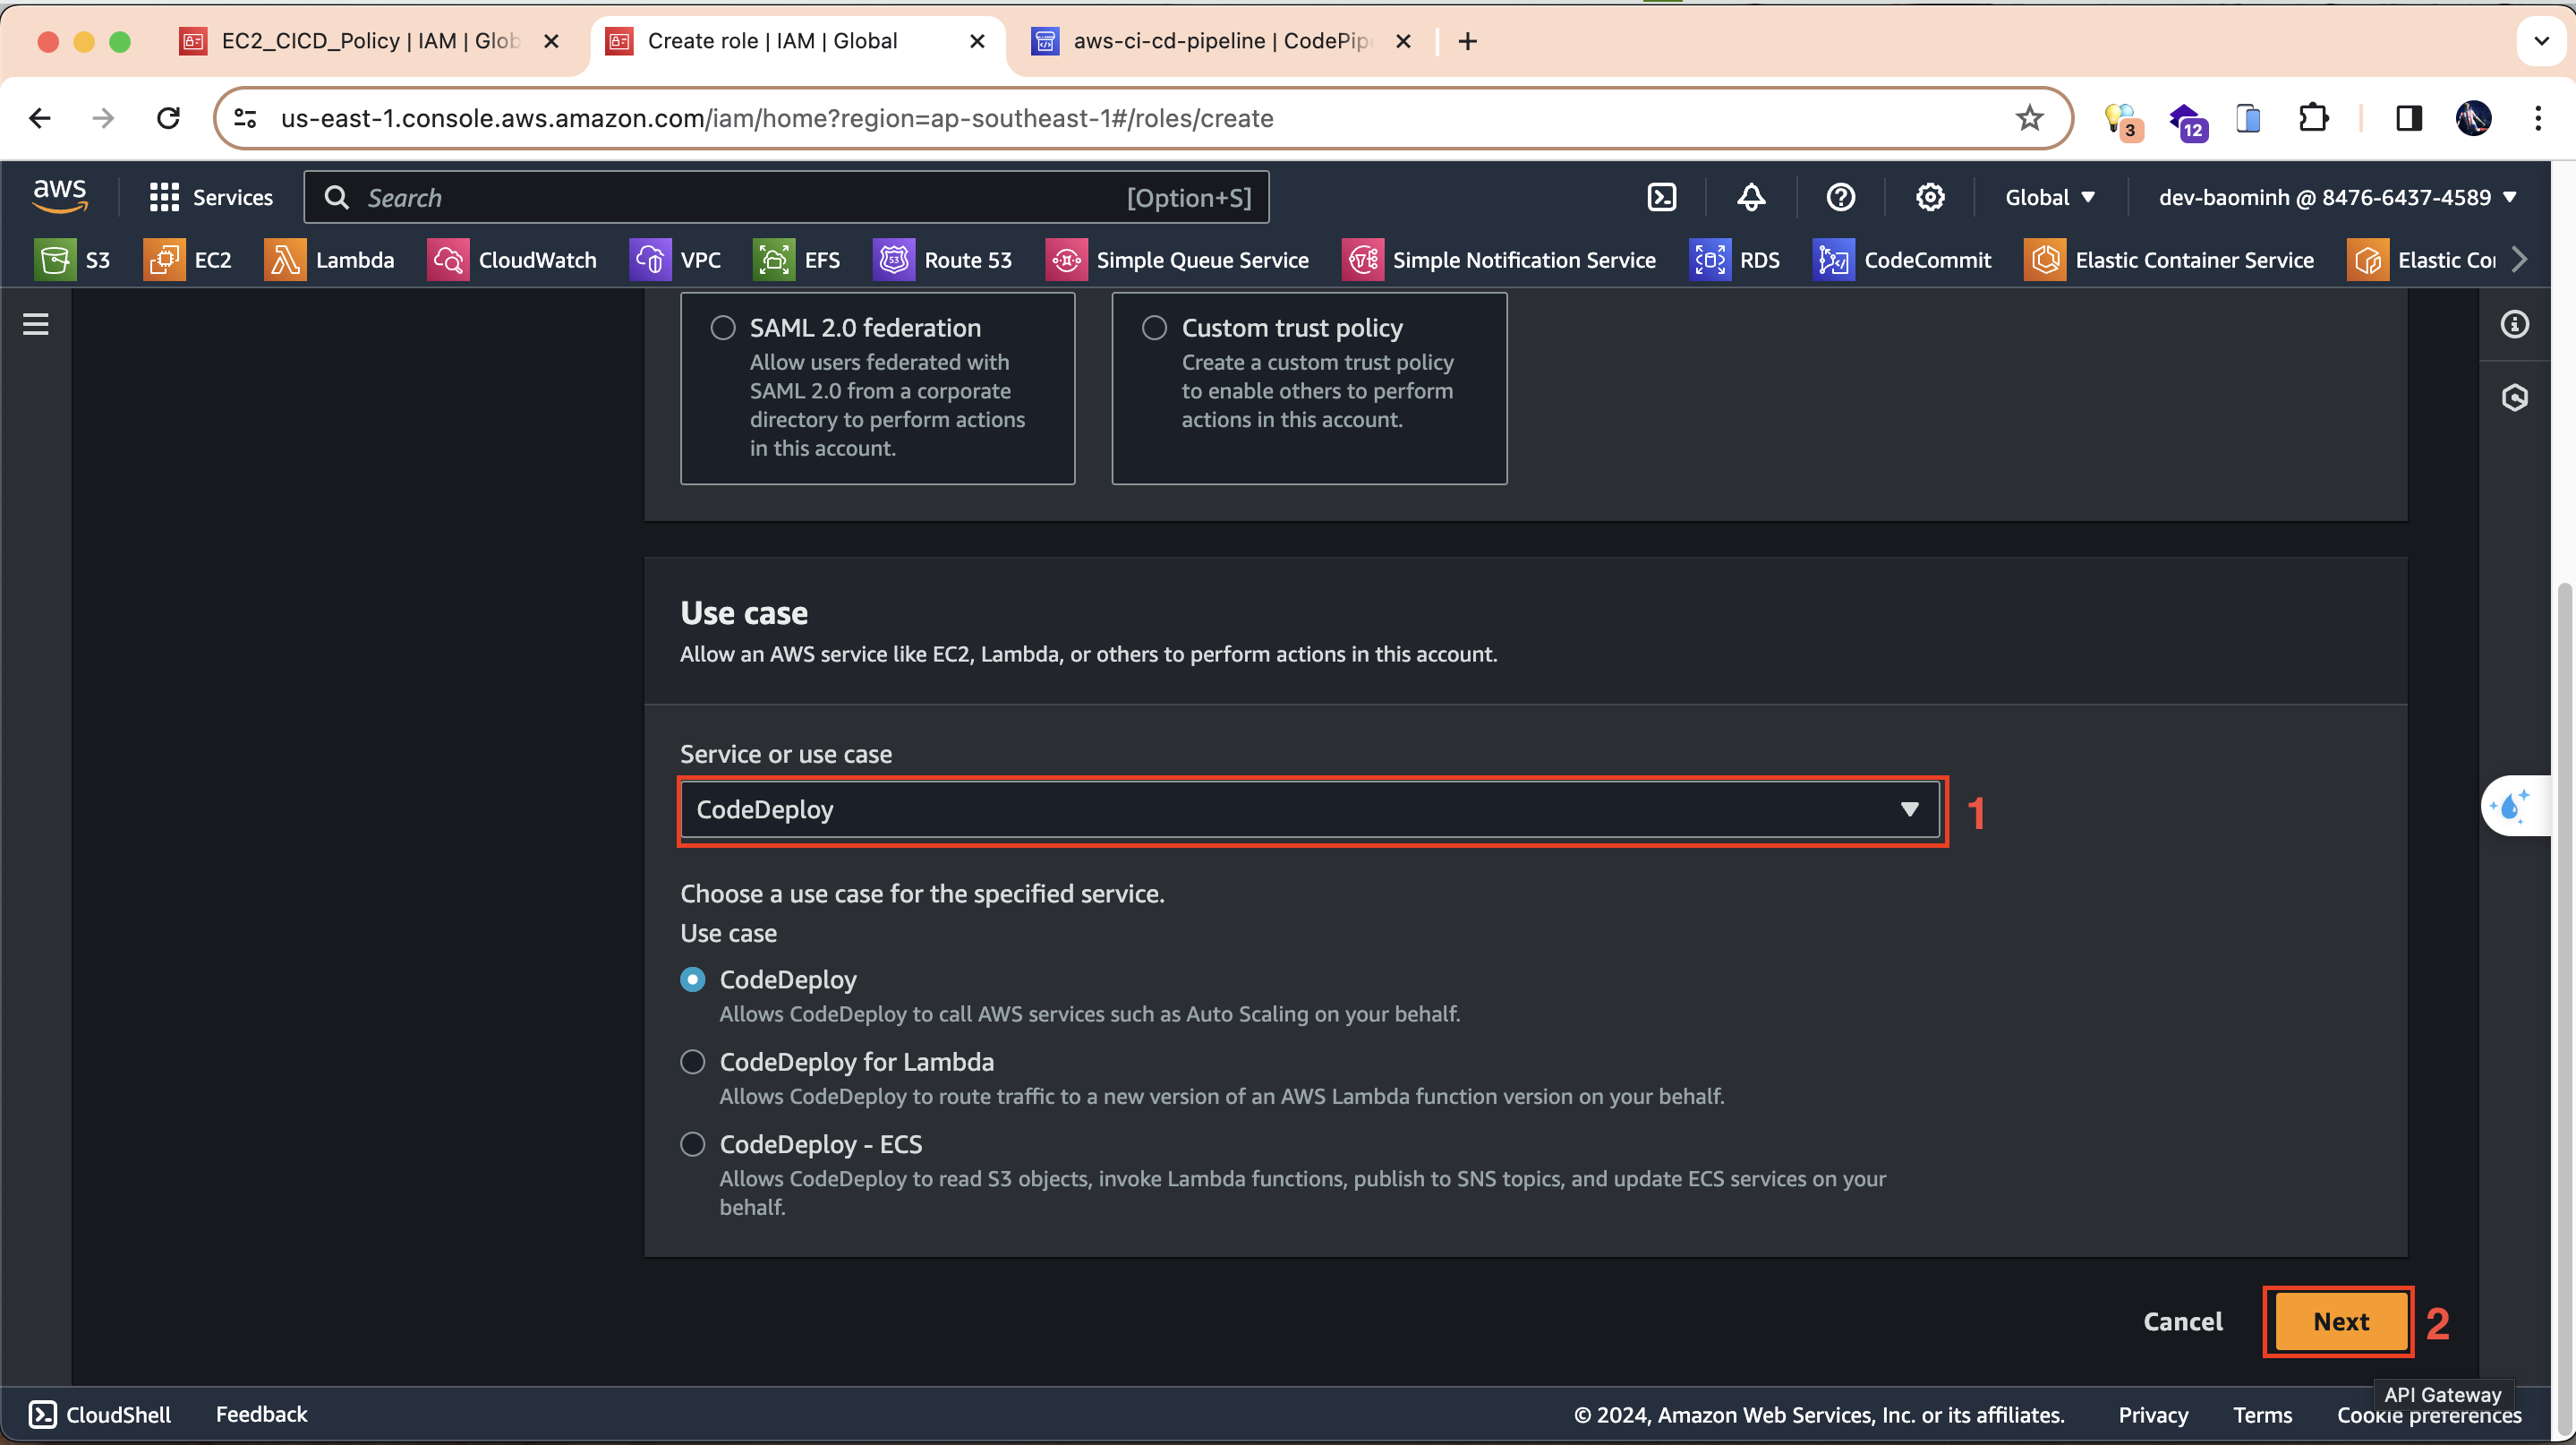 EC2_CICD_Policy | IAM | Glob
Create role | IAM | Global
aws-ci-cd-pipeline | CodePip
us-east-1.console.aws.amazon.com/iam/home?region=ap-southeast-1#/roles/create
3
12
aws
Services
Search
[Option+S]
Global
dev-baominh @ 8476-6437-4589
S3
EC2
Lambda
CloudWatch
VPC
EFS
Route 53
Simple Queue Service
Simple Notification Service
RDS
CodeCommit
Elastic Container Service
Elastic Co
SAML 2.0 federation
Allow users federated with
SAML 2.0 from a corporate
directory to perform actions
in this account.
Custom trust policy
Create a custom trust policy
to enable others to perform
actions in this account.
Use case
Allow an AWS service like EC2, Lambda, or others to perform actions in this account.
Service or use case
CodeDeploy
1
Choose a use case for the specified service.
Use case
CodeDeploy
Allows CodeDeploy to call AWS services such as Auto Scaling on your behalf.
CodeDeploy for Lambda
Allows CodeDeploy to route traffic to a new version of an AWS Lambda function version on your behalf.
CodeDeploy - ECS
Allows CodeDeploy to read S3 objects, invoke Lambda functions, publish to SNS topics, and update ECS services on your
behalf.
Cancel
Next
2
API Gateway
CloudShell
Feedback
© 2024, Amazon Web Services, Inc. or its affiliates.
Privacy
Terms
Cookie preferences